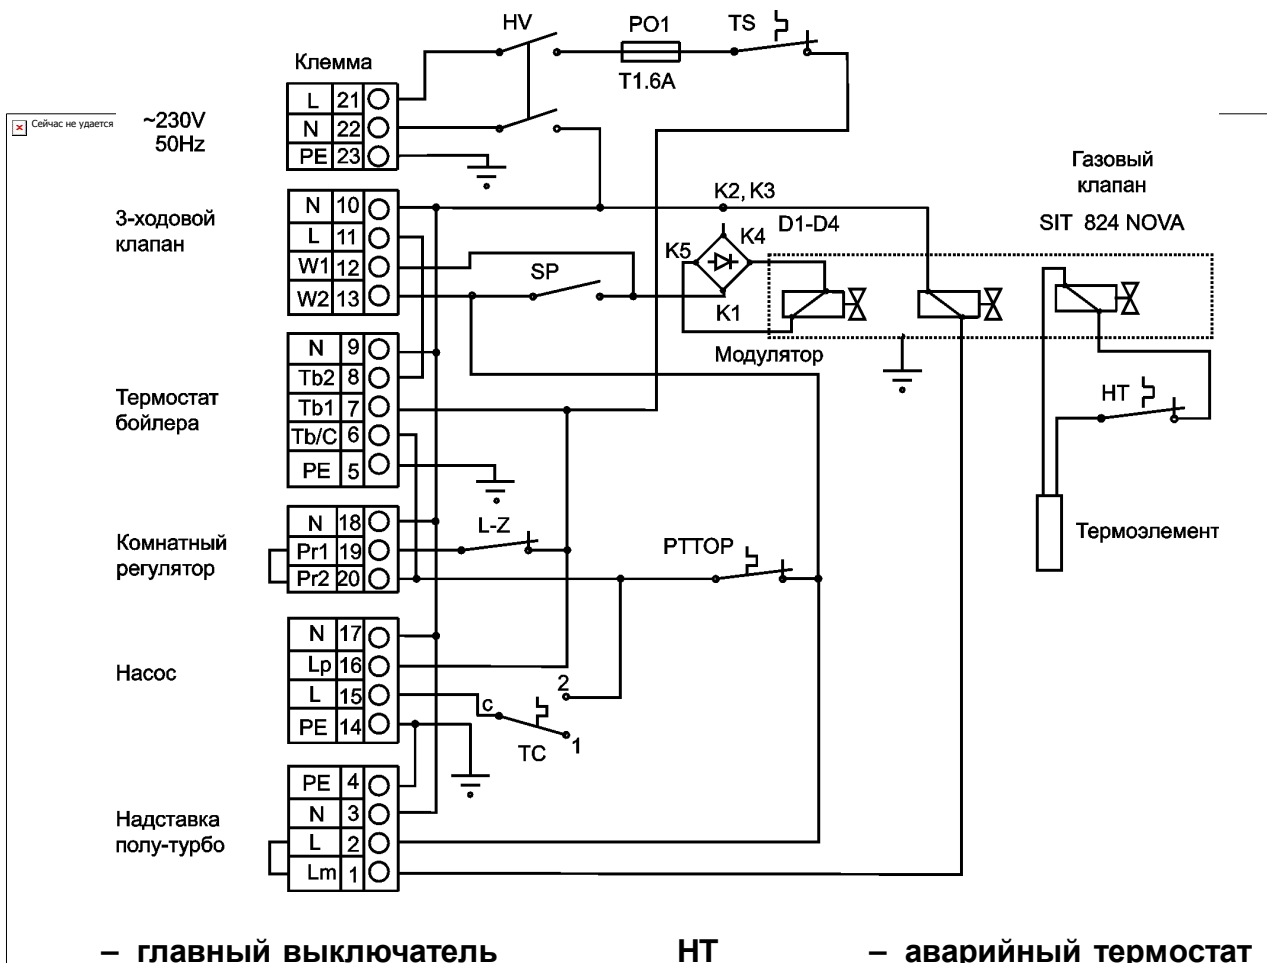 HV
PO1
TS
Клемма
T1.6A
L 21
N 22
PE 23
Сейчас не удается
~230V
50Hz
Газовый
клапан
SIT 824 NOVA
3-ходовой
клапан
N 10
L 11
W1 12
W2 13
K2, K3
D1-D4
K5
K4
SP
K1
Модулятор
Термостат
бойлера
N 9
Tb2 8
Tb1 7
Tb/C 6
PE 5
HT
Термоэлемент
Комнатный
регулятор
N 18
Pr1 19
Pr2 20
L-Z
PTTOP
Насос
N 17
Lp 16
L 15
PE 14
c
2
1
TC
Надставка
полу-турбо
PE 4
N 3
L 2
Lm 1
– главный выключатель HT – аварийный термостат